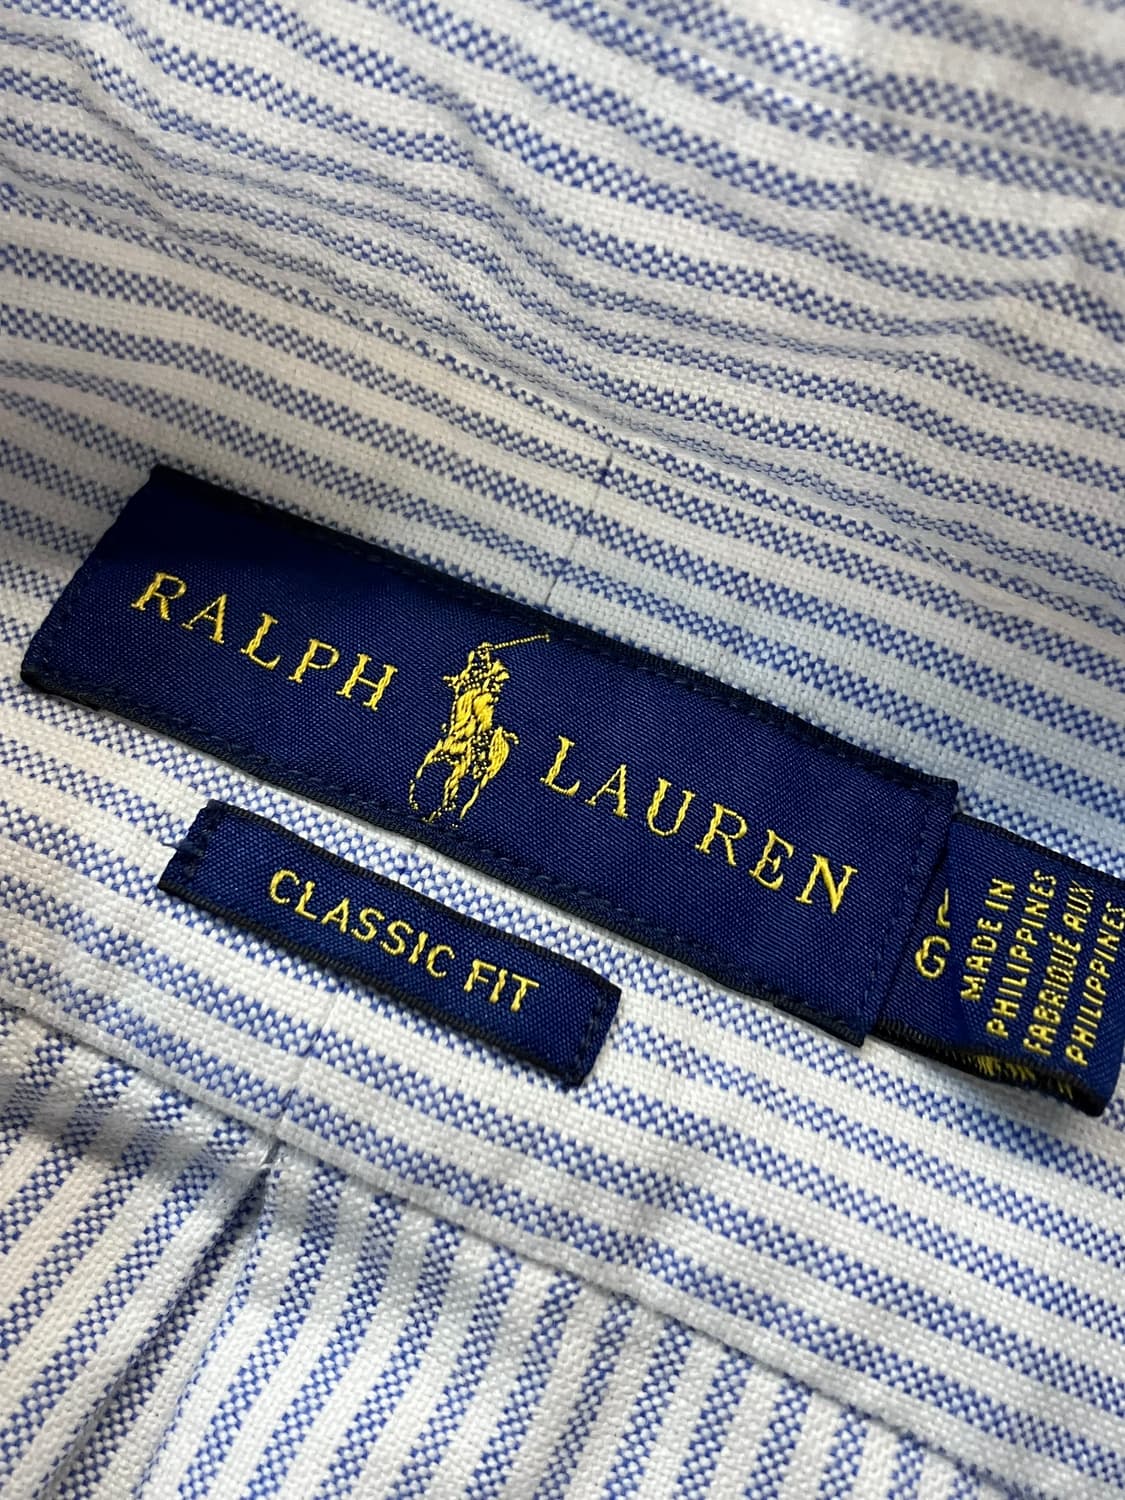 RALPH LAUREN
CLASSIC FIT
G
MADE IN
PHILIPPINES
FABRIQUÉ AUX
PHILIPPINES